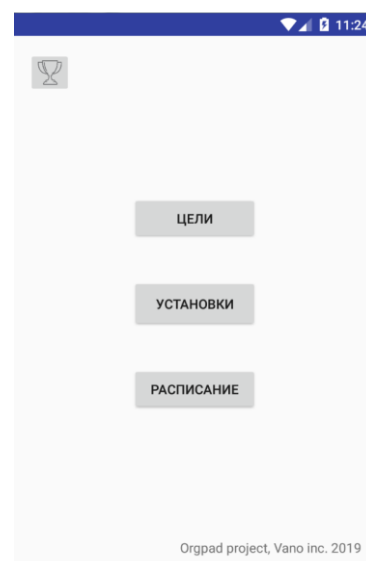 11:24
ЦЕЛИ
УСТАНОВКИ
РАСПИСАНИЕ
Orgpad project, Vano inc. 2019